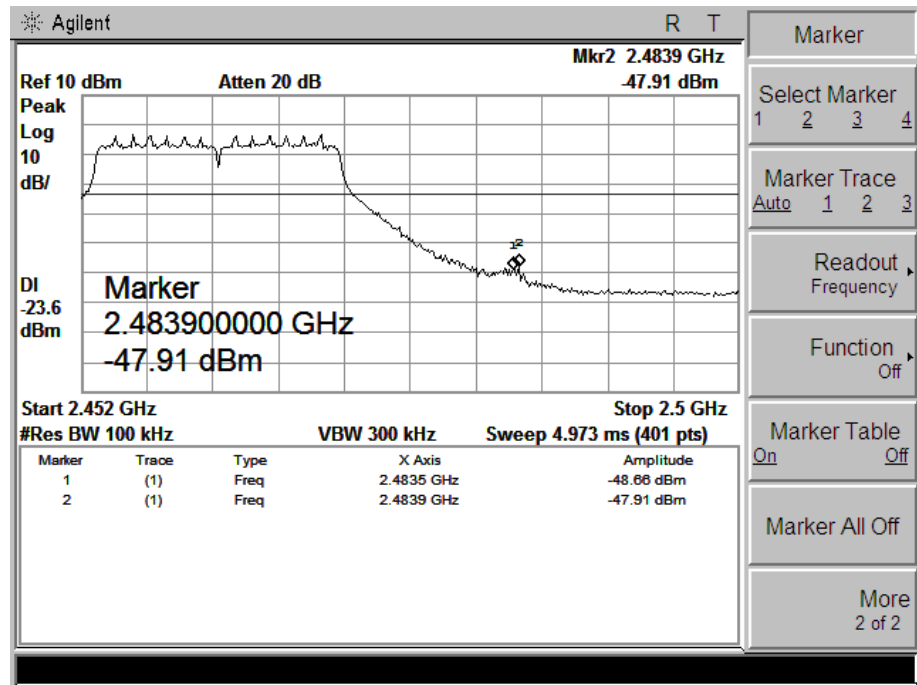 Agilent R T
Mkr2 2.4839 GHz
Ref 10 dBm Atten 20 dB -47.91 dBm
Peak
Log
10
dB/
12
DI
-23.6
dBm
Marker
2.483900000 GHz
-47.91 dBm
Start 2.452 GHz Stop 2.5 GHz
#Res BW 100 kHz VBW 300 kHz Sweep 4.973 ms (401 pts)
Marker Trace Type X Axis Amplitude
1 (1) Freq 2.4835 GHz -48.66 dBm
2 (1) Freq 2.4839 GHz -47.91 dBm
Marker
Select Marker
1 2 3 4
Marker Trace
Auto 1 2 3
Readout
Frequency
Function
Off
Marker Table
On Off
Marker All Off
More
2 of 2